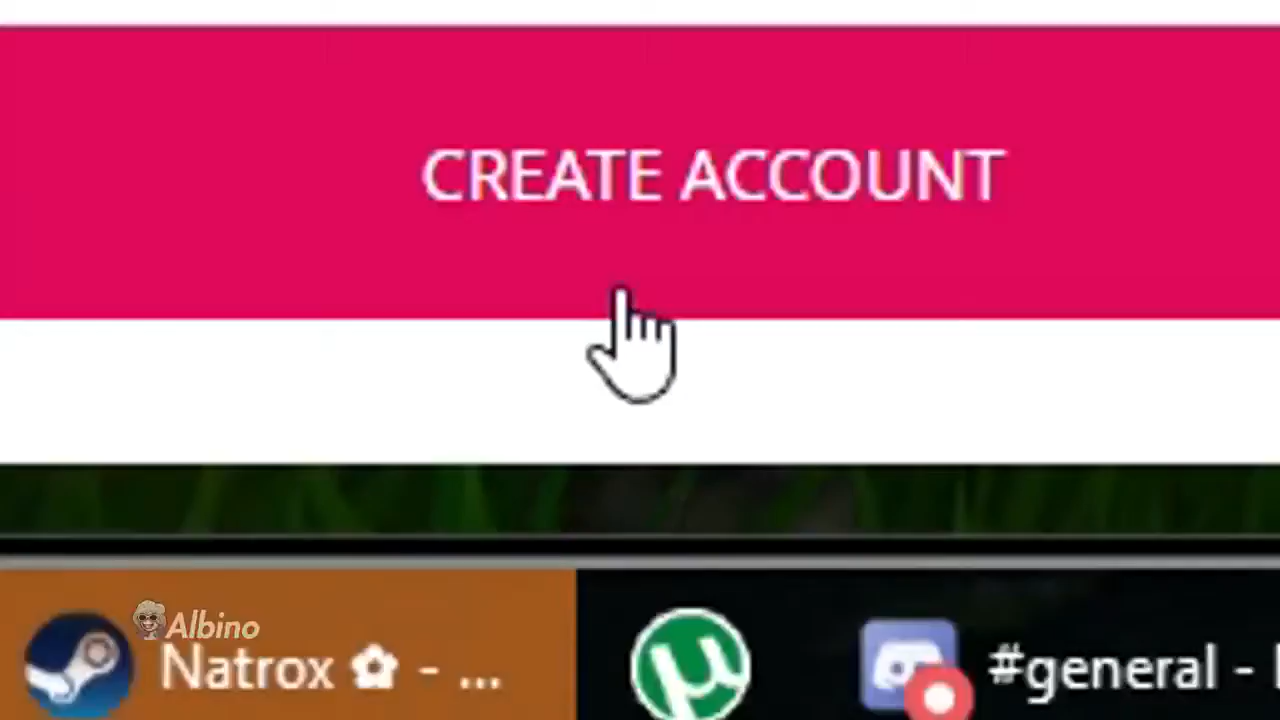 CREATE ACCOUNT
Albino
Natrox ✿ - ...
#general -